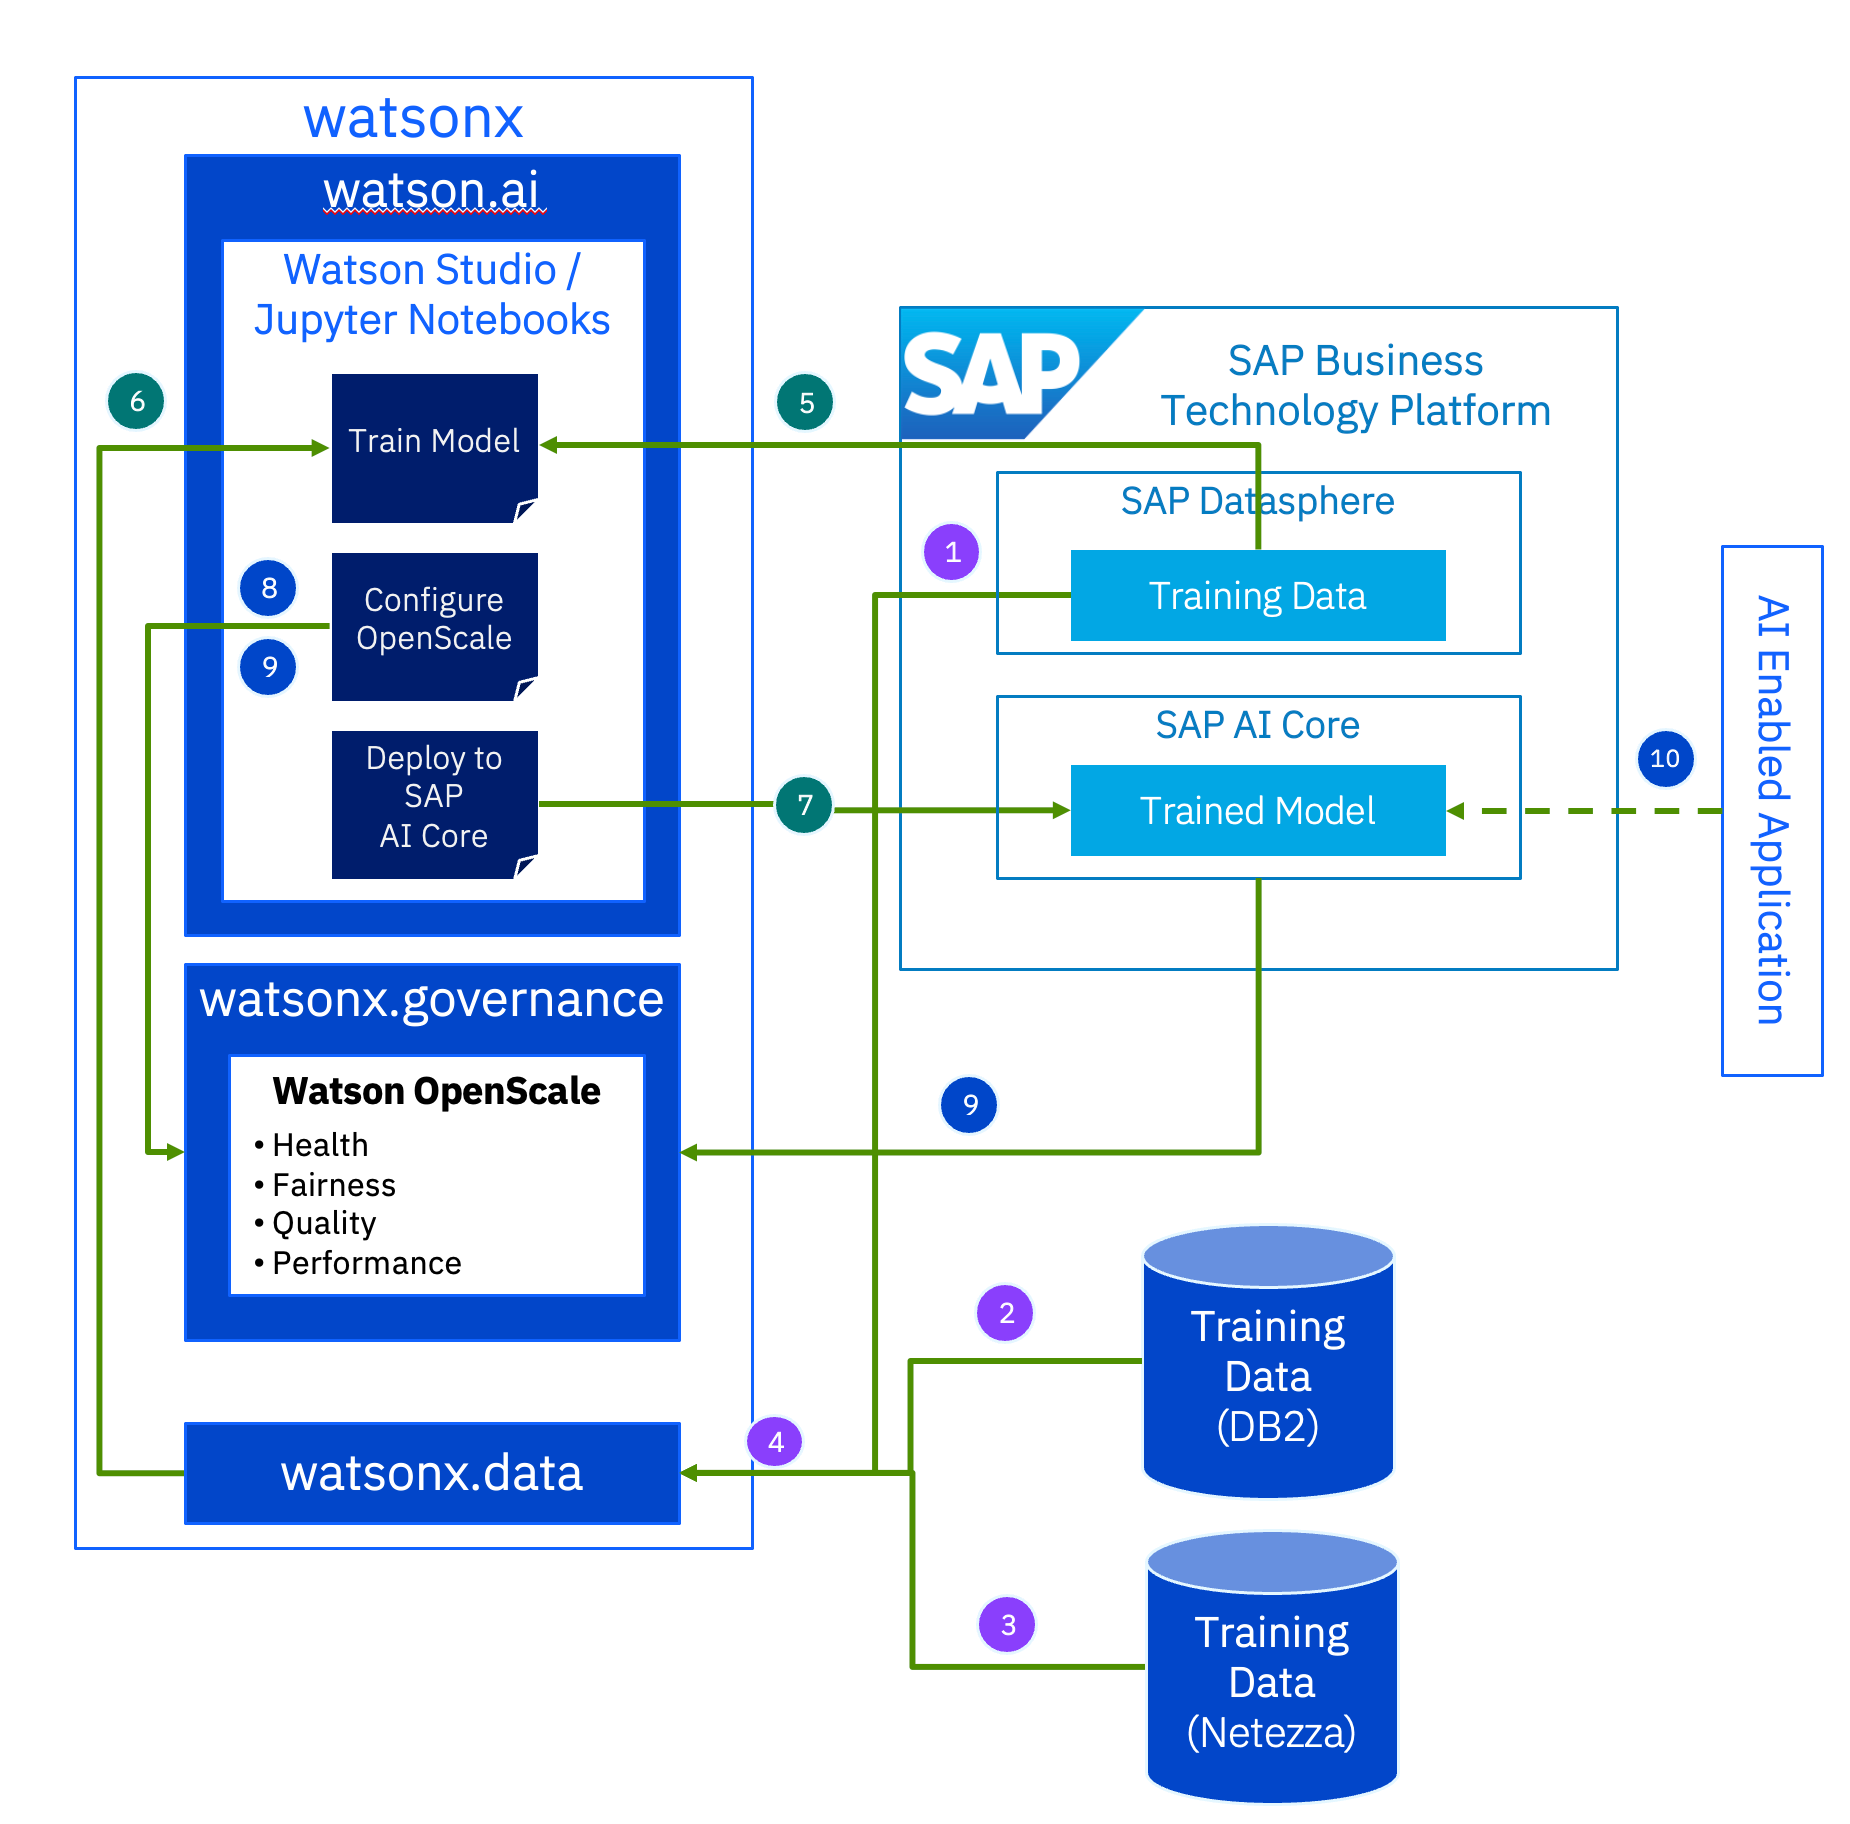 watsonx
watson.ai
Watson Studio /
Jupyter Notebooks
6
Train Model
5
8
Configure
OpenScale
9
Deploy to
SAP
AI Core
7
watsonx.governance
Watson OpenScale
• Health
• Fairness
• Quality
• Performance
watsonx.data
4
SAP
SAP Business
Technology Platform
SAP Datasphere
1
Training Data
SAP AI Core
Trained Model
10
AI Enabled Application
9
2
Training
Data
(DB2)
3
Training
Data
(Netezza)